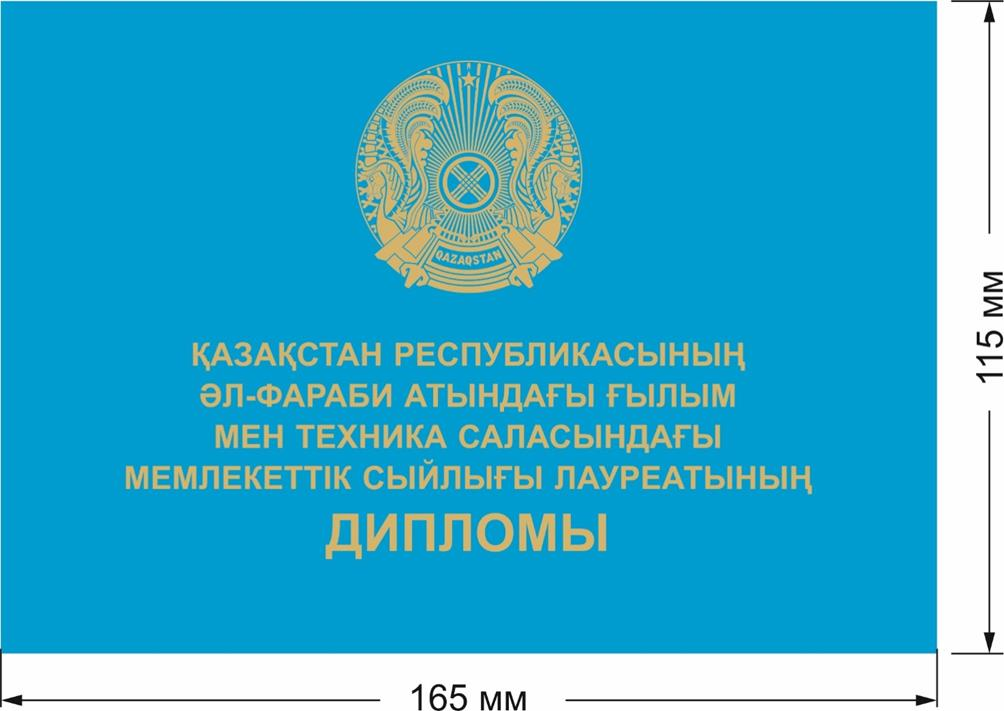 QAZAQSTAN
ҚАЗАҚСТАН РЕСПУБЛИКАСЫНЫҢ
ӘЛ-ФАРАБИ АТЫНДАҒЫ ҒЫЛЫМ
МЕН ТЕХНИКА САЛАСЫНДАҒЫ
МЕМЛЕКЕТТІК СЫЙЛЫҒЫ ЛАУРЕАТЫНЫҢ
ДИПЛОМЫ
115 мм
165 мм